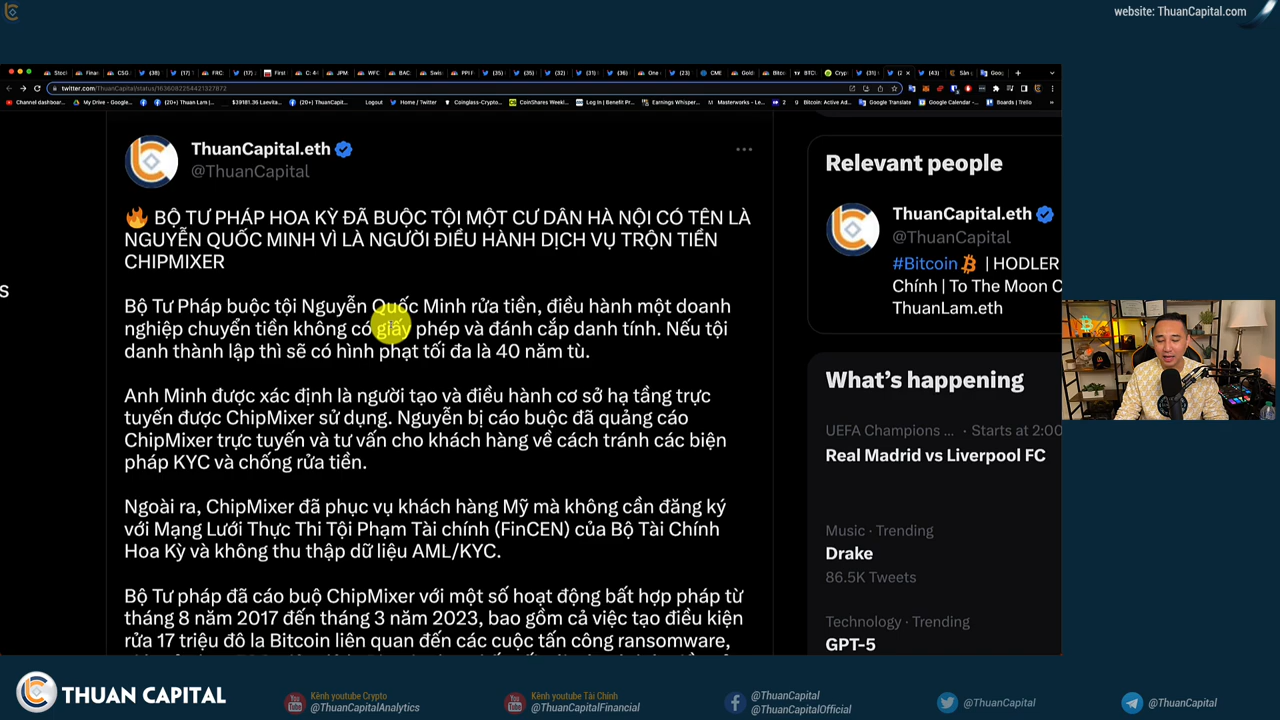 website: ThuanCapital.com
twitter.com/ThuanCapital/status/1636082254421327872
ThuanCapital.eth
@ThuanCapital
BỘ TƯ PHÁP HOA KỲ ĐÃ BUỘC TỘI MỘT CƯ DÂN HÀ NỘI CÓ TÊN LÀ
NGUYỄN QUỐC MINH VÌ LÀ NGƯỜI ĐIỀU HÀNH DỊCH VỤ TRỘN TIỀN
CHIPMIXER
Bộ Tư Pháp buộc tội Nguyễn Quốc Minh rửa tiền, điều hành một doanh
nghiệp chuyển tiền không có giấy phép và đánh cắp danh tính. Nếu tội
danh thành lập thì sẽ có hình phạt tối đa là 40 năm tù.
Anh Minh được xác định là người tạo và điều hành cơ sở hạ tầng trực
tuyến được ChipMixer sử dụng. Nguyễn bị cáo buộc đã quảng cáo
ChipMixer trực tuyến và tư vấn cho khách hàng về cách tránh các biện
pháp KYC và chống rửa tiền.
Ngoài ra, ChipMixer đã phục vụ khách hàng Mỹ mà không cần đăng ký
với Mạng Lưới Thực Thi Tội Phạm Tài chính (FinCEN) của Bộ Tài Chính
Hoa Kỳ và không thu thập dữ liệu AML/KYC.
Bộ Tư pháp đã cáo buộ ChipMixer với một số hoạt động bất hợp pháp từ
tháng 8 năm 2017 đến tháng 3 năm 2023, bao gồm cả việc tạo điều kiện
rửa 17 triệu đô la Bitcoin liên quan đến các cuộc tấn công ransomware,
s
Relevant people
ThuanCapital.eth
@ThuanCapital
#Bitcoin | HODLER
Chính | To The Moon C
ThuanLam.eth
What's happening
UEFA Champions ... · Starts at 2:00
Real Madrid vs Liverpool FC
Music · Trending
Drake
86.5K Tweets
Technology · Trending
GPT-5
THUAN CAPITAL
Kênh youtube Crypto
@ThuanCapitalAnalytics
Kênh youtube Tài Chính
@ThuanCapitalFinancial
@ThuanCapital
@ThuanCapitalOfficial
@ThuanCapital
@ThuanCapital